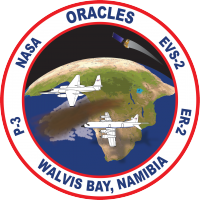 ORACLES
NASA
EVS-2
P-3
ER-2
WALVIS BAY, NAMIBIA